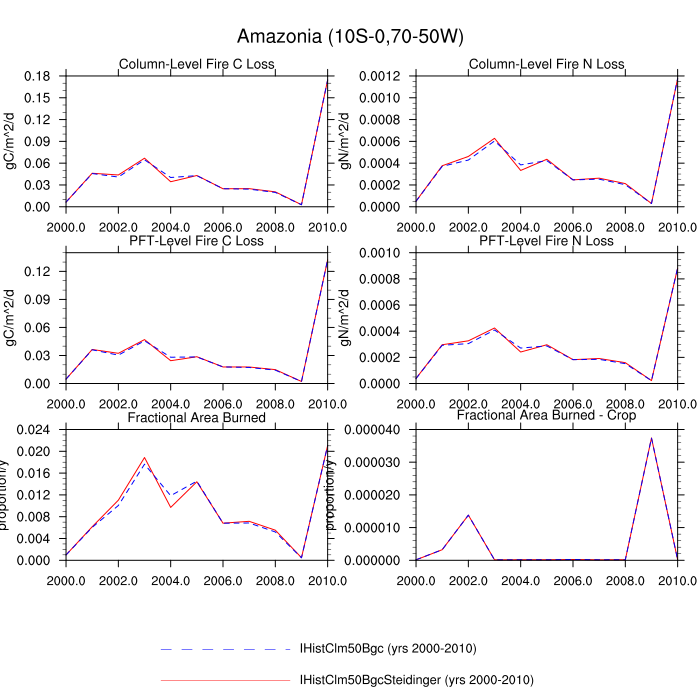 Amazonia (10S-0,70-50W)
Column-Level Fire C Loss
Column-Level Fire N Loss
gC/m^2/d
0.18
0.15
0.12
0.09
0.06
0.03
0.00
2000.0 2002.0 2004.0 2006.0 2008.0 2010.0
gN/m^2/d
0.0012
0.0010
0.0008
0.0006
0.0004
0.0002
0.0000
2000.0 2002.0 2004.0 2006.0 2008.0 2010.0
PFT-Level Fire C Loss
PFT-Level Fire N Loss
gC/m^2/d
0.12
0.09
0.06
0.03
0.00
2000.0 2002.0 2004.0 2006.0 2008.0 2010.0
gN/m^2/d
0.0010
0.0008
0.0006
0.0004
0.0002
0.0000
2000.0 2002.0 2004.0 2006.0 2008.0 2010.0
Fractional Area Burned
Fractional Area Burned - Crop
proportion/y
0.024
0.020
0.016
0.012
0.008
0.004
0.000
2000.0 2002.0 2004.0 2006.0 2008.0 2010.0
proportion/y
0.000040
0.000030
0.000020
0.000010
0.000000
2000.0 2002.0 2004.0 2006.0 2008.0 2010.0
IHistClm50Bgc (yrs 2000-2010)
IHistClm50BgcSteidinger (yrs 2000-2010)